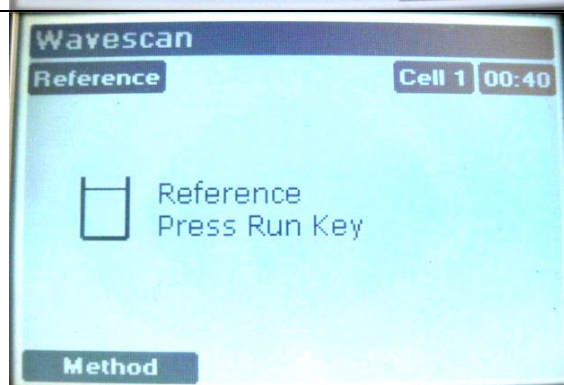 Wavescan
Reference Cell 1 00:40
Reference
Press Run Key
Method